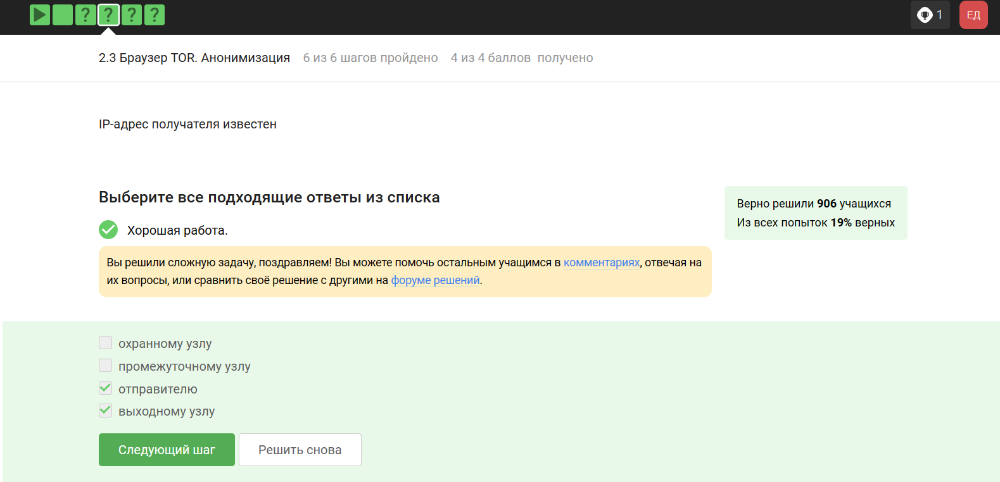 ? ? ? ?
1
ЕД
2.3 Браузер TOR. Анонимизация 6 из 6 шагов пройдено 4 из 4 баллов получено
IP-адрес получателя известен
Выберите все подходящие ответы из списка
Верно решили 906 учащихся
Из всех попыток 19% верных
Хорошая работа.
Вы решили сложную задачу, поздравляем! Вы можете помочь остальным учащимся в комментариях, отвечая на
их вопросы, или сравнить своё решение с другими на форуме решений.
охранному узлу
промежуточному узлу
отправителю
выходному узлу
Следующий шаг
Решить снова